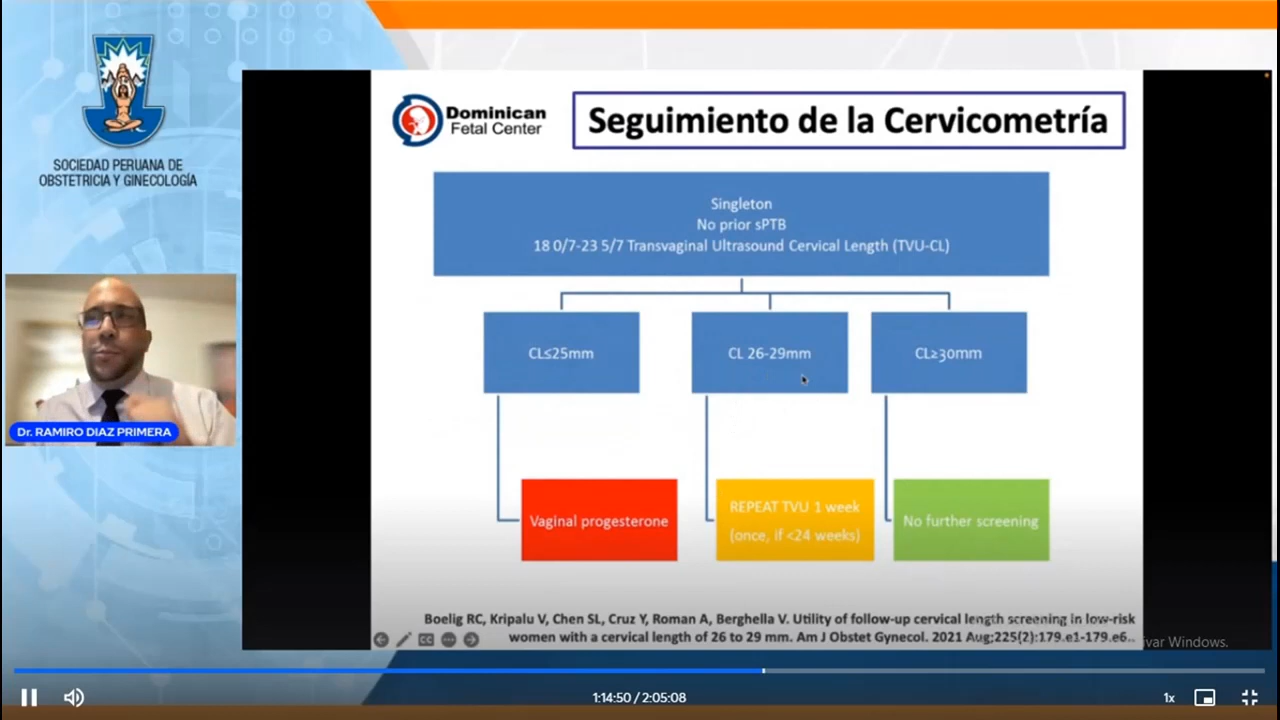 SOCIEDAD PERUANA DE
OBSTETRICIA Y GINECOLOGÍA
Dominican
Fetal Center
Seguimiento de la Cervicometría
Singleton
No prior sPTB
18 0/7-23 5/7 Transvaginal Ultrasound Cervical Length (TVU-CL)
CL≤25mm
CL 26-29mm
CL≥30mm
Vaginal progesterone
REPEAT TVU 1 week
(once, if <24 weeks)
No further screening
Dr. RAMIRO DIAZ PRIMERA
Boelig RC, Kripalu V, Chen SL, Cruz Y, Roman A, Berghella V. Utility of follow-up cervical length screening in low-risk
women with a cervical length of 26 to 29 mm. Am J Obstet Gynecol. 2021 Aug;225(2):179.e1-179.e6..
Windows.
CC
1:14:50 / 2:05:08
1x